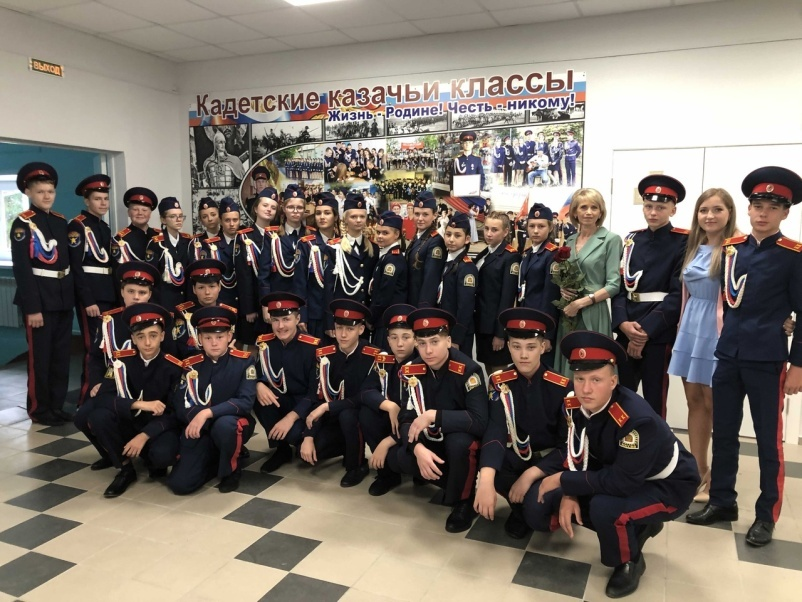 ВЫХОД
Кадетские казачьи классы
Жизнь - Родине! Честь - никому!